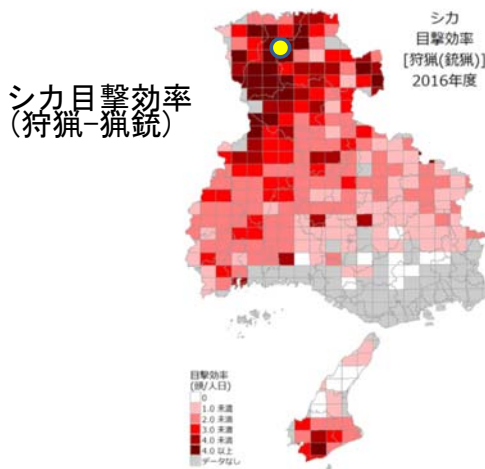 シカ目撃効率
(狩猟-猟銃)
シカ
目撃効率
[狩猟(銃猟)]
2016年度
目撃効率
(頭/人日)
0
1.0 未満
2.0 未満
3.0 未満
4.0 未満
4.0 以上
データなし